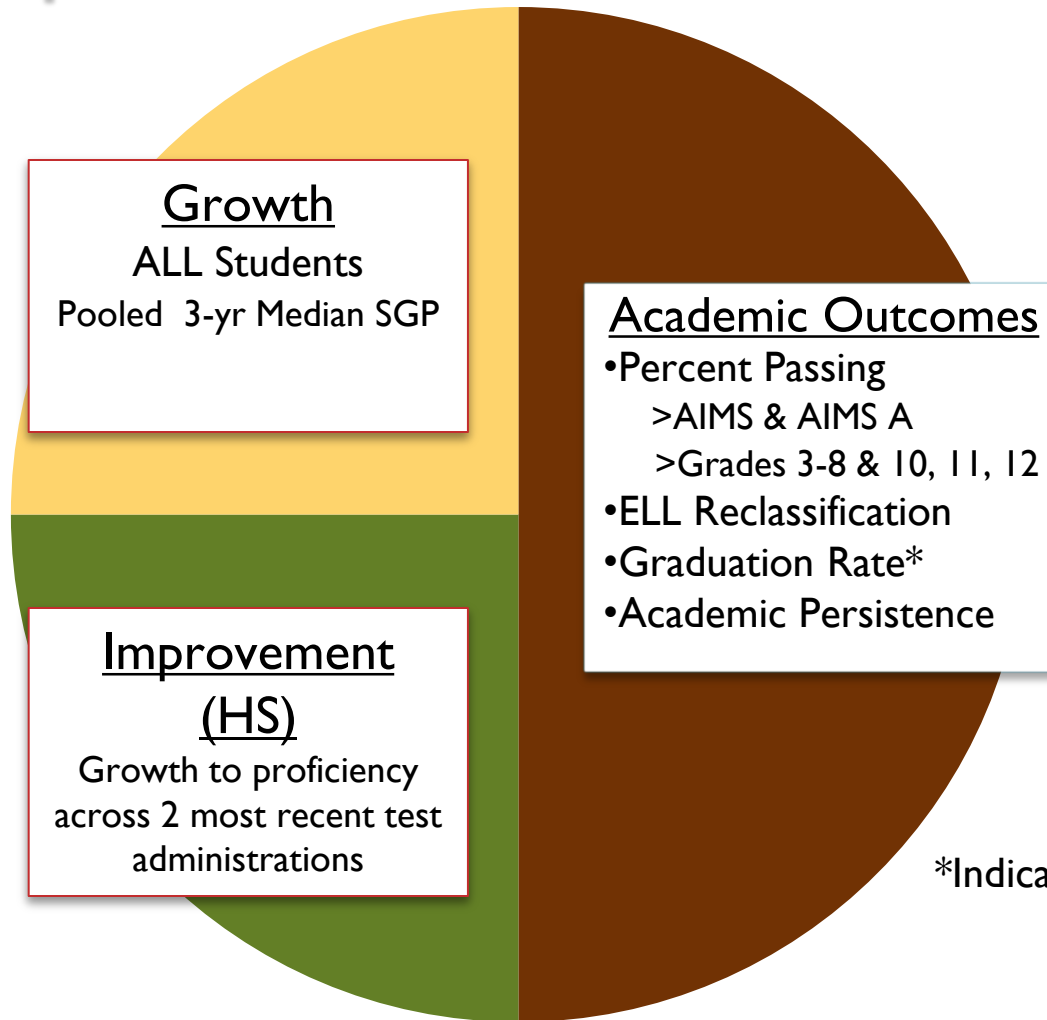 Growth
ALL Students
Pooled 3-yr Median SGP
Academic Outcomes
•Percent Passing
>AIMS & AIMS A
>Grades 3-8 & 10, 11, 12
•ELL Reclassification
•Graduation Rate*
•Academic Persistence
Improvement
(HS)
Growth to proficiency
across 2 most recent test
administrations